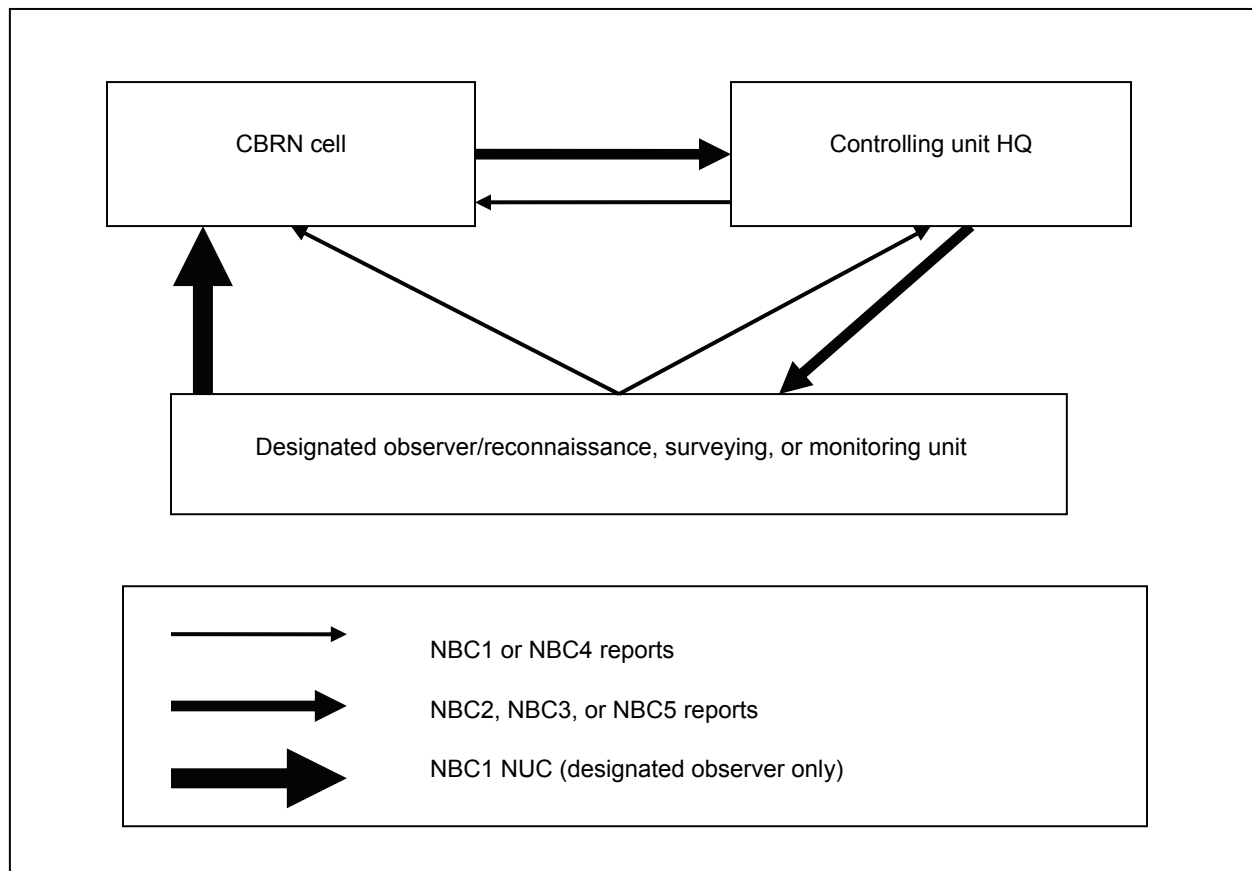 CBRN cell
Controlling unit HQ
Designated observer/reconnaissance, surveying, or monitoring unit
NBC1 or NBC4 reports
NBC2, NBC3, or NBC5 reports
NBC1 NUC (designated observer only)